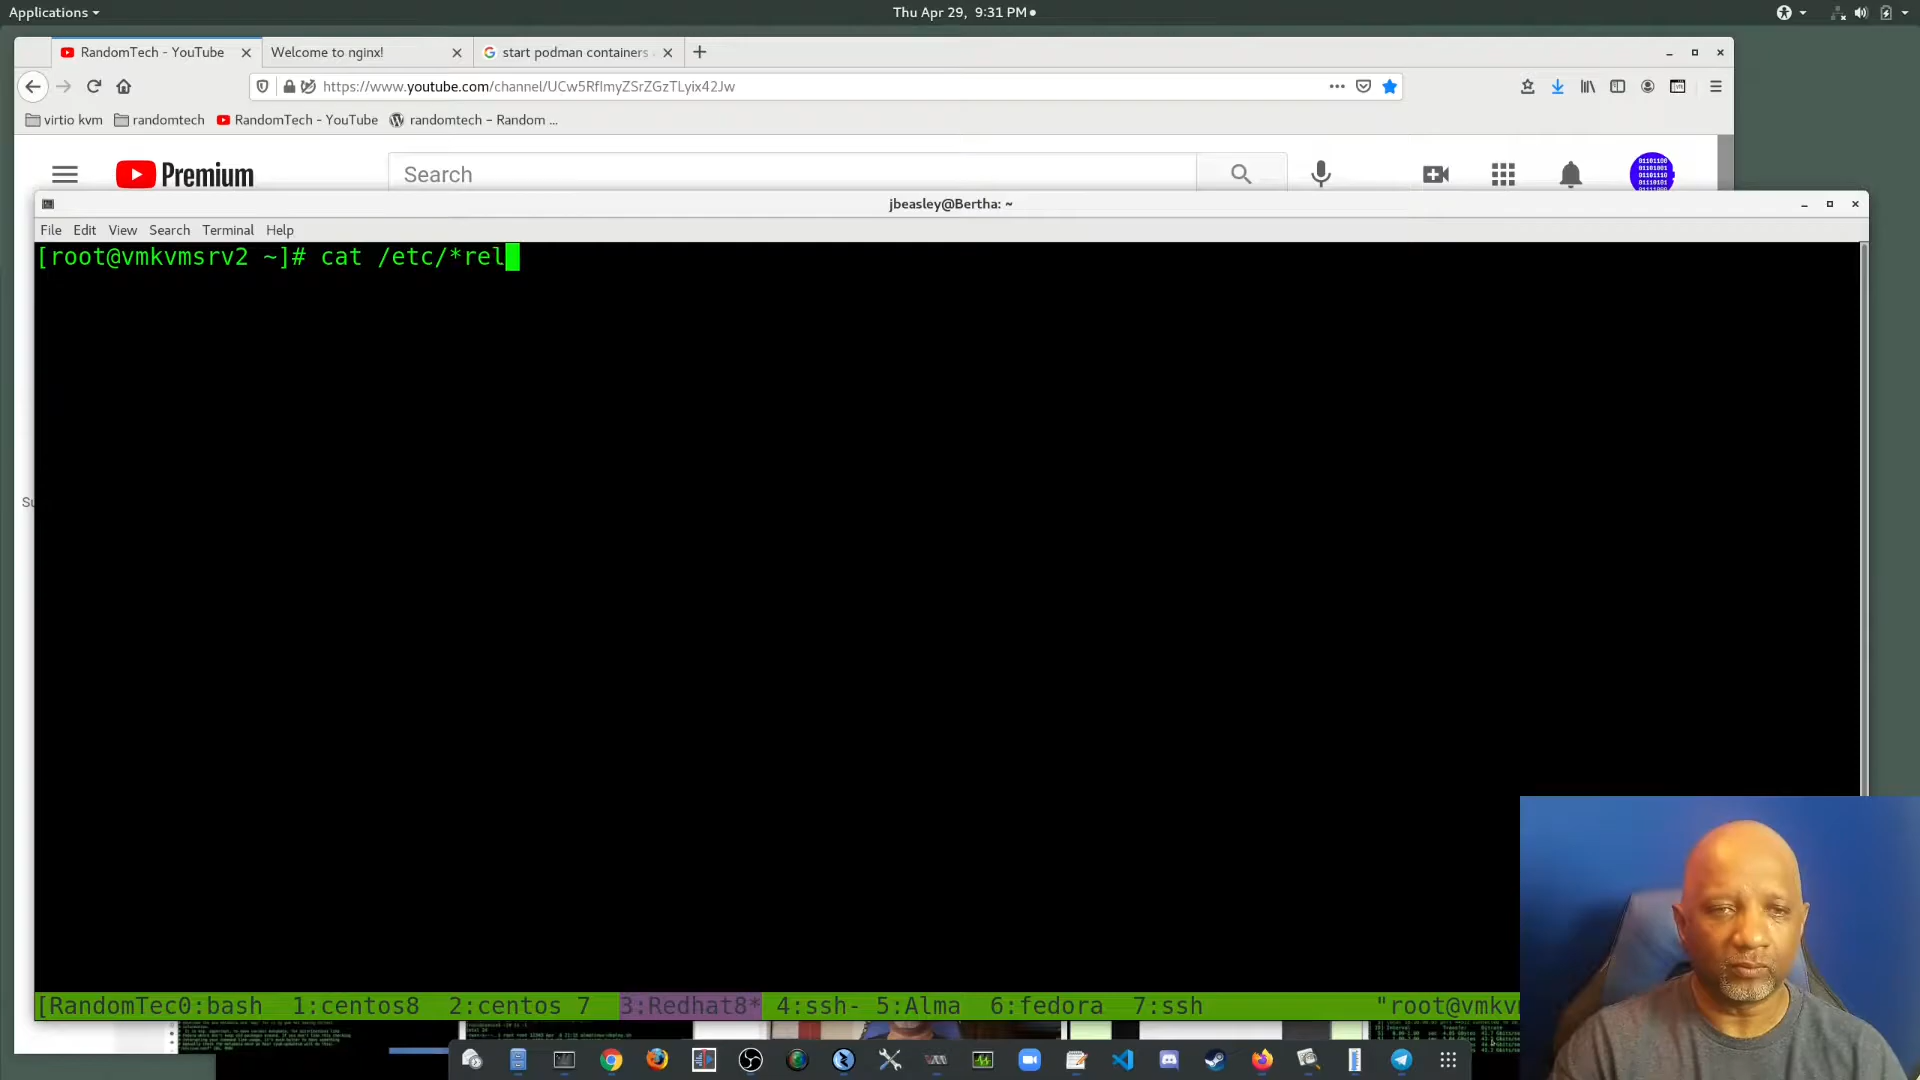 Applications
Thu Apr 29, 9:31 PM
RandomTech - YouTube
Welcome to nginx!
start podman containers
https://www.youtube.com/channel/UCw5RflmyZSrZGzTLyix42Jw
virtio kvm
randomtech
RandomTech - YouTube
randomtech – Random ...
Premium
Search
jbeasley@Bertha: ~
File Edit View Search Terminal Help
[root@vmkvmsrv2 ~]# cat /etc/*rel
[RandomTec0:bash 1:centos8 2:centos 7 3:Redhat8* 4:ssh- 5:Alma 6:fedora 7:ssh "root@vmkv